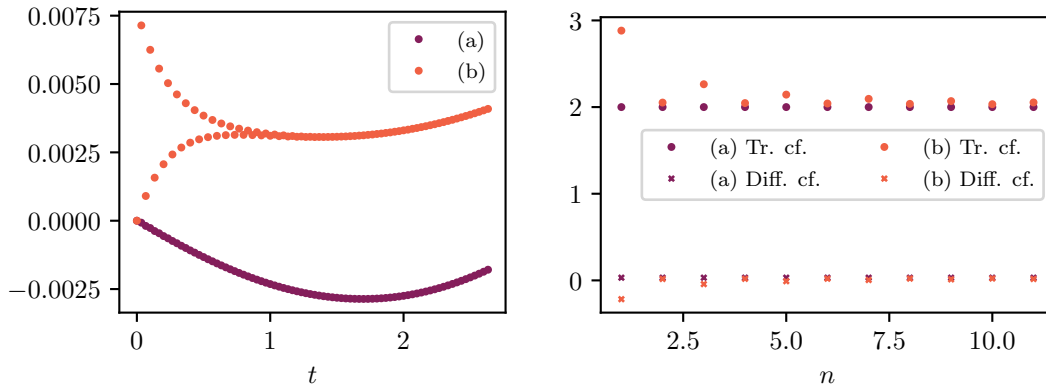 0.0075
0.0050
0.0025
0.0000
−0.0025
0
1
2
t
(a)
(b)
3
2
1
0
2.5
5.0
7.5
10.0
n
(a) Tr. cf.
(b) Tr. cf.
(a) Diff. cf.
(b) Diff. cf.